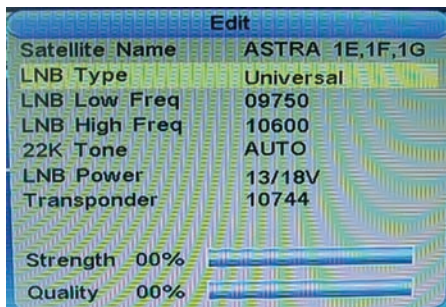 Edit
Satellite Name ASTRA 1E,1F,1G
LNB Type Universal
LNB Low Freq 09750
LNB High Freq 10600
22K Tone AUTO
LNB Power 13/18V
Transponder 10744
Strength 00%
Quality 00%